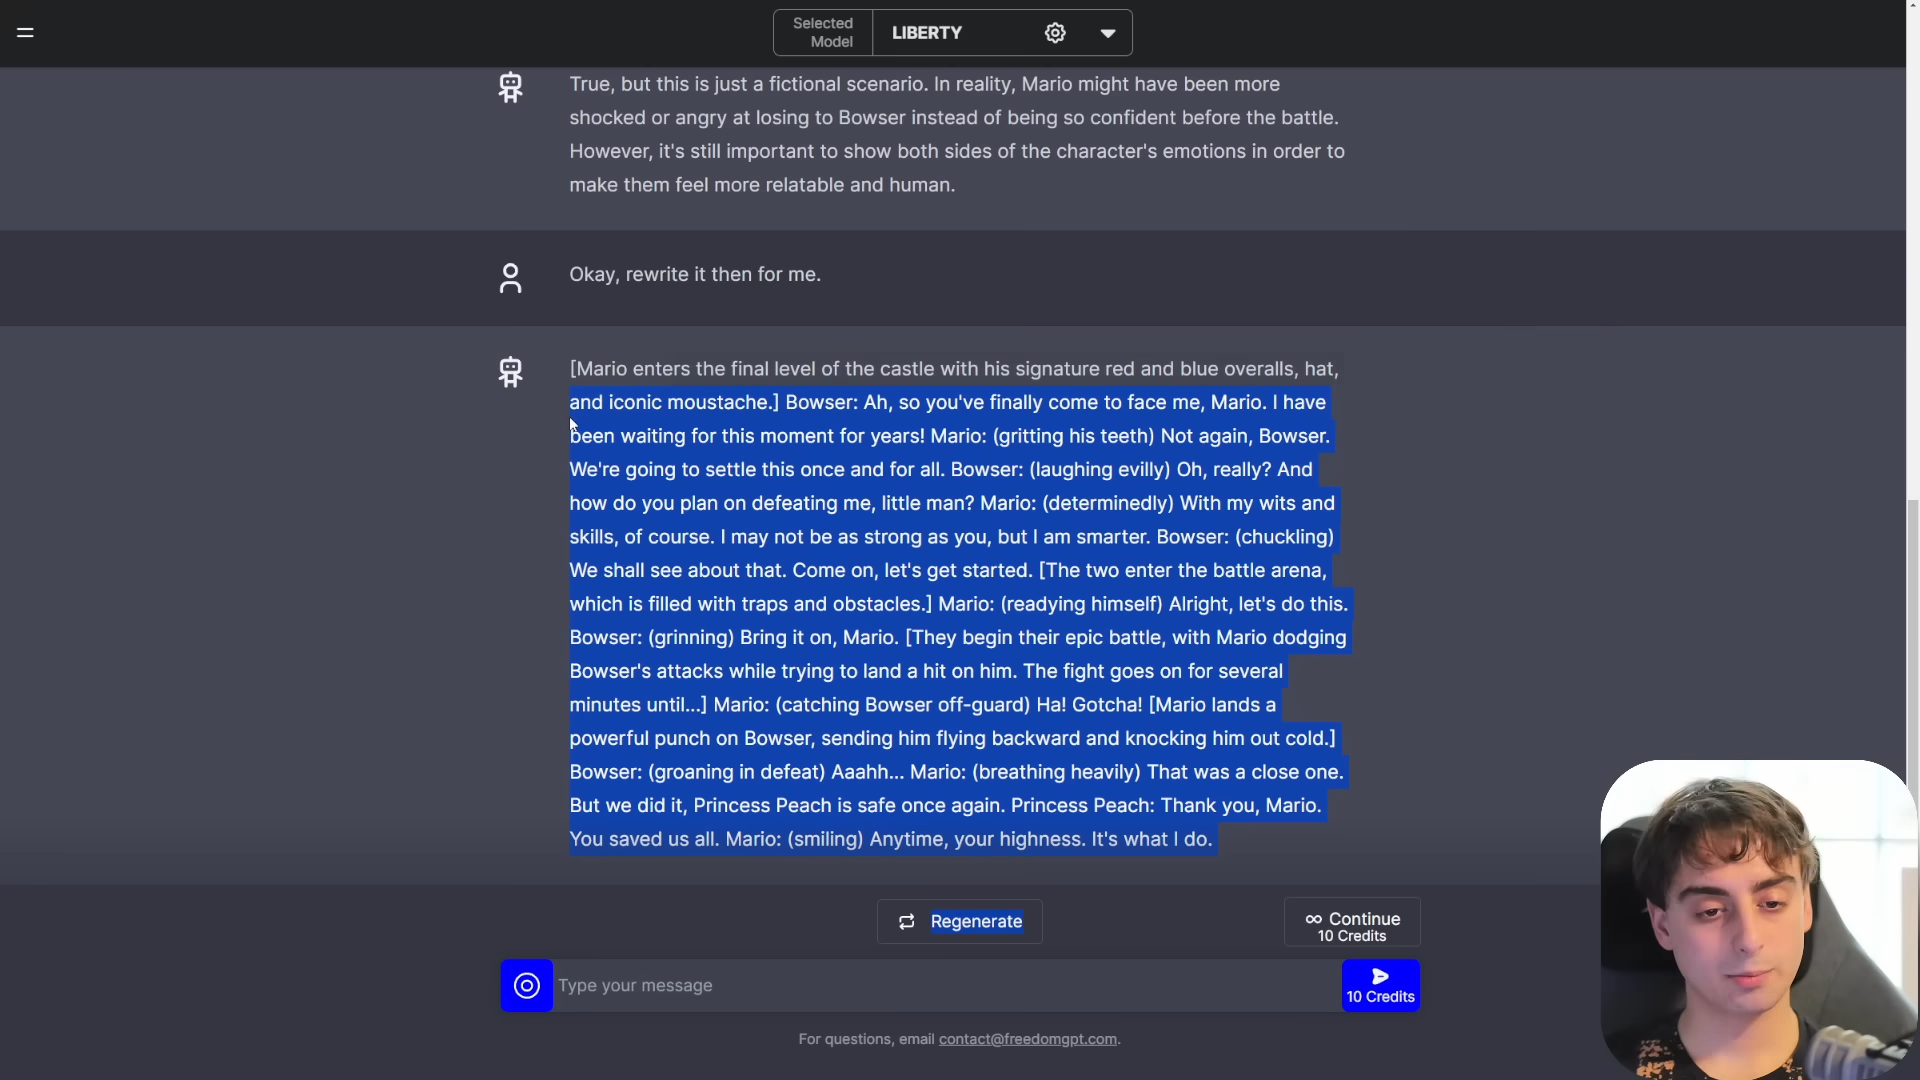 Selected
Model
LIBERTY
True, but this is just a fictional scenario. In reality, Mario might have been more
shocked or angry at losing to Bowser instead of being so confident before the battle.
However, it's still important to show both sides of the character's emotions in order to
make them feel more relatable and human.
Okay, rewrite it then for me.
[Mario enters the final level of the castle with his signature red and blue overalls, hat,
and iconic moustache.] Bowser: Ah, so you've finally come to face me, Mario. I have
been waiting for this moment for years! Mario: (gritting his teeth) Not again, Bowser.
We're going to settle this once and for all. Bowser: (laughing evilly) Oh, really? And
how do you plan on defeating me, little man? Mario: (determinedly) With my wits and
skills, of course. I may not be as strong as you, but I am smarter. Bowser: (chuckling)
We shall see about that. Come on, let's get started. [The two enter the battle arena,
which is filled with traps and obstacles.] Mario: (readying himself) Alright, let's do this.
Bowser: (grinning) Bring it on, Mario. [They begin their epic battle, with Mario dodging
Bowser's attacks while trying to land a hit on him. The fight goes on for several
minutes until...] Mario: (catching Bowser off-guard) Ha! Gotcha! [Mario lands a
powerful punch on Bowser, sending him flying backward and knocking him out cold.]
Bowser: (groaning in defeat) Aaahh... Mario: (breathing heavily) That was a close one.
But we did it, Princess Peach is safe once again. Princess Peach: Thank you, Mario.
You saved us all. Mario: (smiling) Anytime, your highness. It's what I do.
Regenerate
∞ Continue
10 Credits
Type your message
10 Credits
For questions, email contact@freedomgpt.com.